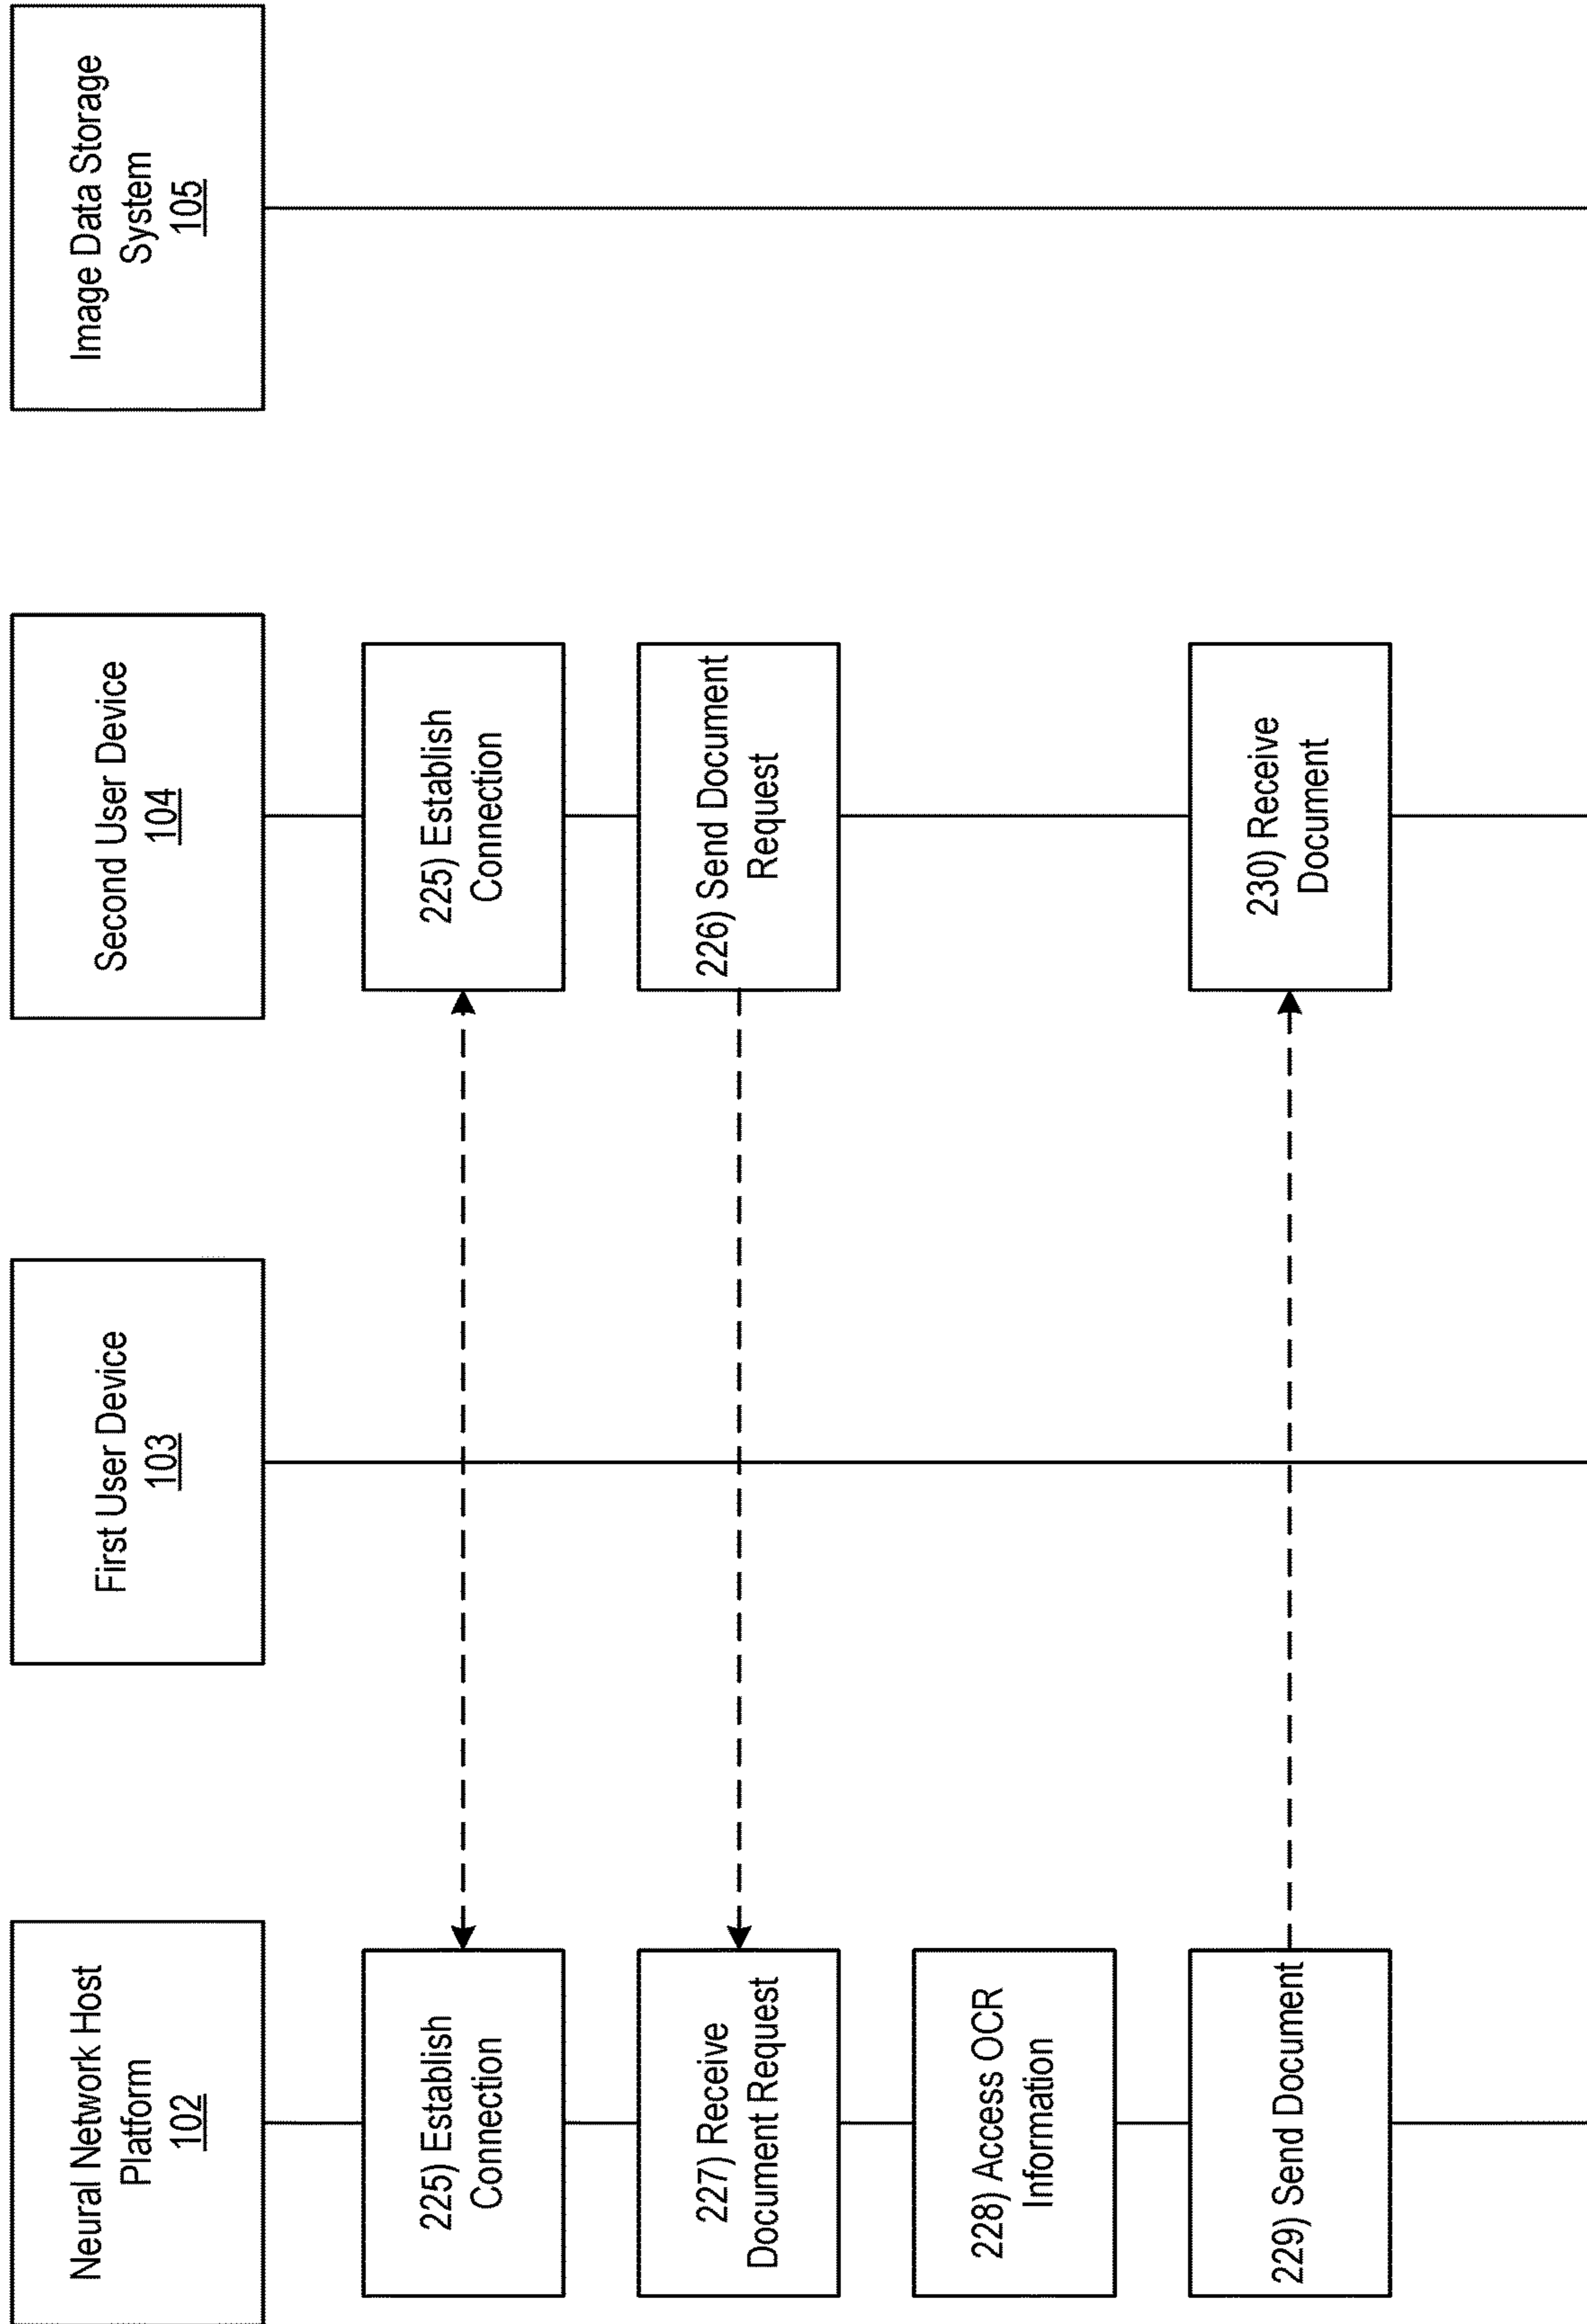 Neural Network Host
Platform
102
First User Device
103
Second User Device
104
Image Data Storage
System
105
225) Establish
Connection
225) Establish
Connection
226) Send Document
Request
227) Receive
Document Request
228) Access OCR
Information
229) Send Document
230) Receive
Document